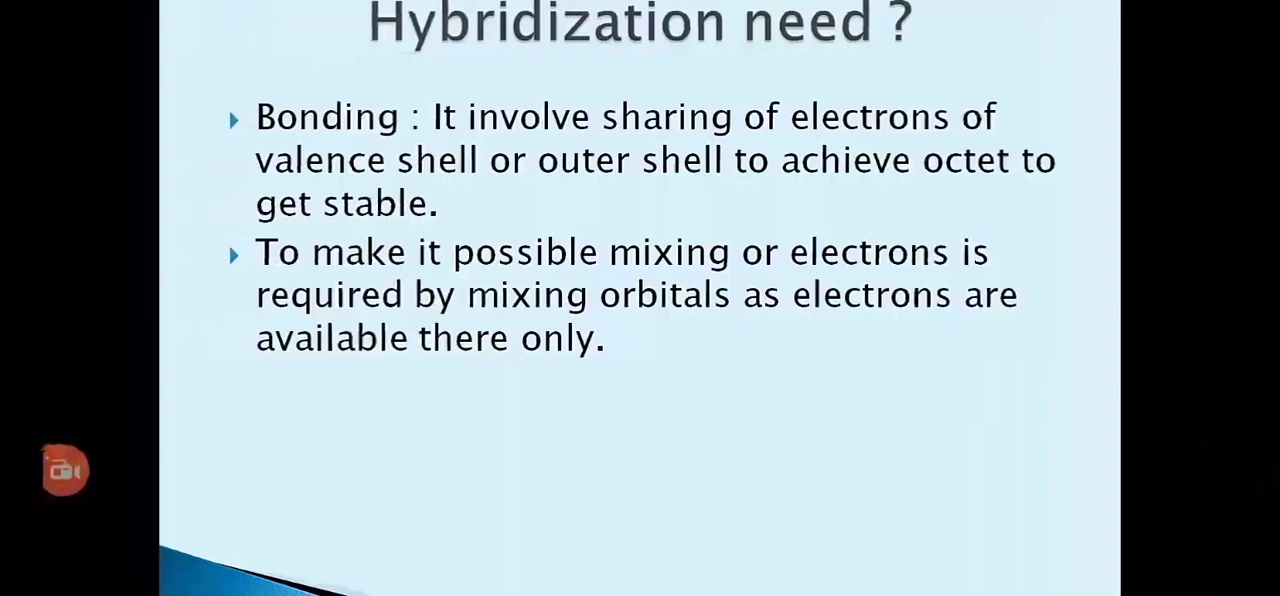 Hybridization need ?
Bonding : It involve sharing of electrons of
valence shell or outer shell to achieve octet to
get stable.
To make it possible mixing or electrons is
required by mixing orbitals as electrons are
available there only.